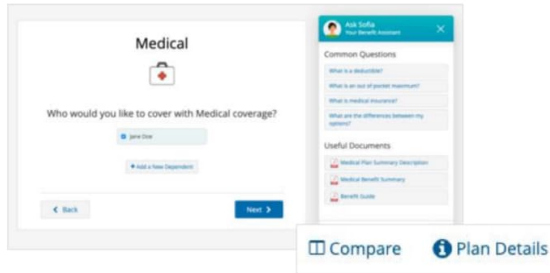 Medical
Who would you like to cover with Medical coverage?
Jane Doe
+ Add a New Dependent
Back
Next
Ask Sofia
Your Benefit Assistant
Common Questions
What is a deductible?
What is an out of pocket maximum?
What is medical insurance?
What are the differences between my
options?
Useful Documents
Medical Plan Summary Description
Medical Benefit Summary
Benefit Guide
Compare
Plan Details